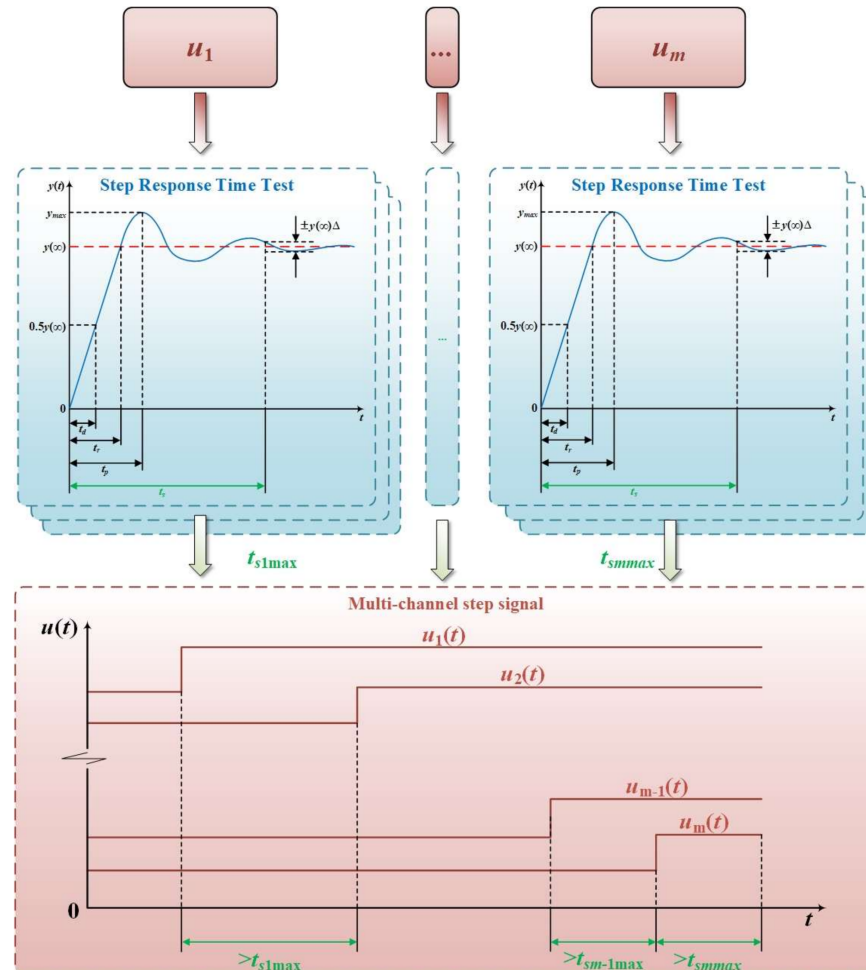 u1
...
um
Step Response Time Test
y(t)
ymax
y(∞)
0.5y(∞)
0
±y(∞)Δ
t
td
tr
tp
ts
...
Step Response Time Test
y(t)
ymax
y(∞)
0.5y(∞)
0
±y(∞)Δ
t
td
tr
tp
ts
ts1max
tsmmax
Multi-channel step signal
u(t)
u1(t)
u2(t)
um-1(t)
um(t)
0
t
>ts1max
>tsm-1max
>tsmmax